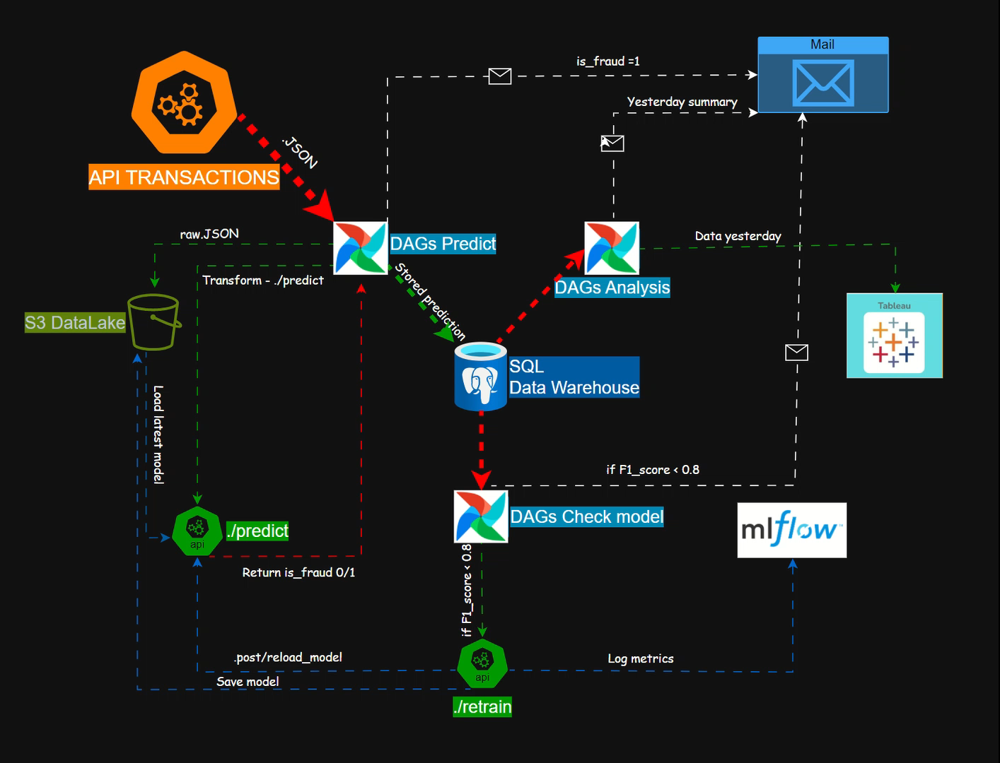 Mail
is_fraud =1
Yesterday summary
.JSON
API TRANSACTIONS
raw.JSON
DAGs Predict
Data yesterday
Transform - ./predict
Stored prediction
DAGs Analysis
Tableau
S3 DataLake
SQL
Data Warehouse
Load latest model
if F1_score < 0.8
DAGs Check model
mlflow™
./predict
api
Return is_fraud 0/1
if F1_score < 0.8
.post/reload_model
Log metrics
api
Save model
./retrain